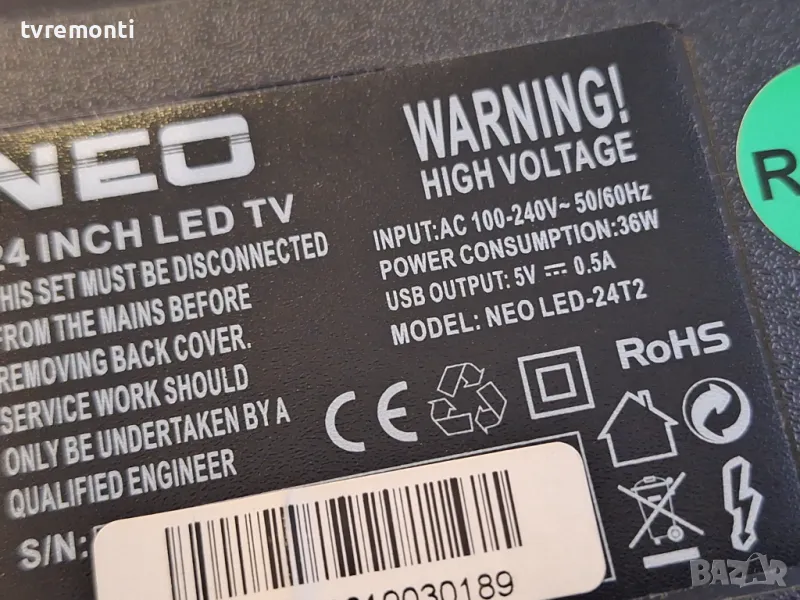 tvremonti
NEO
24 INCH LED TV
THIS SET MUST BE DISCONNECTED
FROM THE MAINS BEFORE
REMOVING BACK COVER.
SERVICE WORK SHOULD
ONLY BE UNDERTAKEN BY A
QUALIFIED ENGINEER
S/N:
WARNING!
HIGH VOLTAGE
INPUT:AC 100-240V~ 50/60Hz
POWER CONSUMPTION:36W
USB OUTPUT: 5V ⎓ 0.5A
MODEL: NEO LED-24T2
RoHS
CE
R
BAZAR